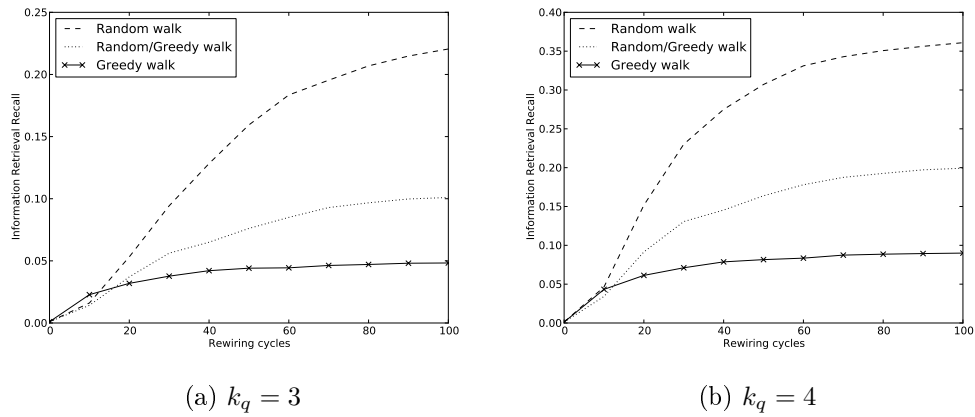 0.25
0.20
0.15
0.10
0.05
0.00
0 20 40 60 80 100
Information Retrieval Recall
Rewiring cycles
Random walk
Random/Greedy walk
Greedy walk
(a) k_q = 3
0.40
0.35
0.30
0.25
0.20
0.15
0.10
0.05
0.00
0 20 40 60 80 100
Information Retrieval Recall
Rewiring cycles
Random walk
Random/Greedy walk
Greedy walk
(b) k_q = 4